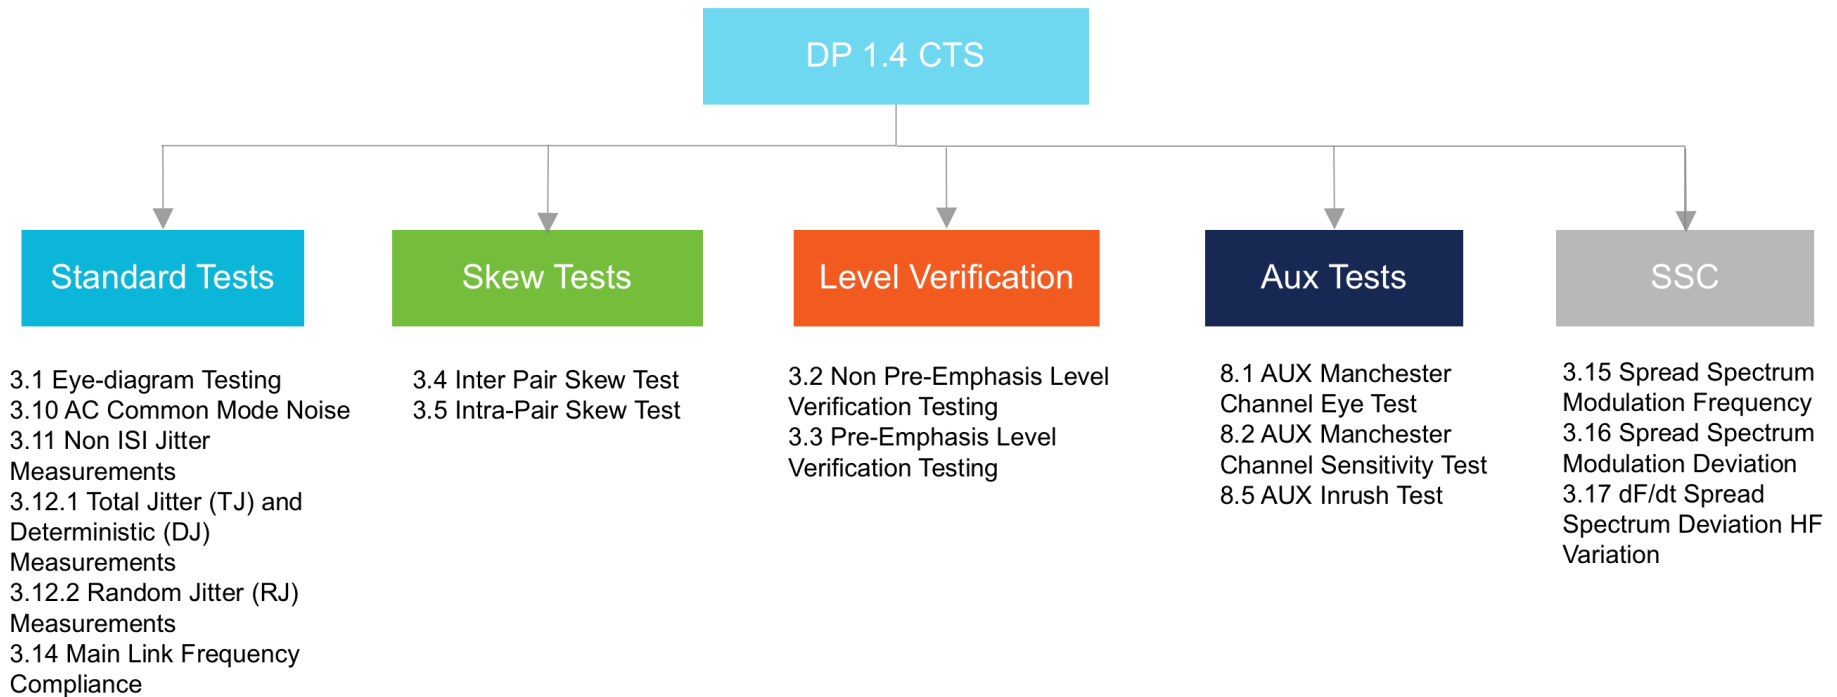 DP 1.4 CTS
Standard Tests
3.1 Eye-diagram Testing
3.10 AC Common Mode Noise
3.11 Non ISI Jitter
Measurements
3.12.1 Total Jitter (TJ) and
Deterministic (DJ)
Measurements
3.12.2 Random Jitter (RJ)
Measurements
3.14 Main Link Frequency
Compliance
Skew Tests
3.4 Inter Pair Skew Test
3.5 Intra-Pair Skew Test
Level Verification
3.2 Non Pre-Emphasis Level
Verification Testing
3.3 Pre-Emphasis Level
Verification Testing
Aux Tests
8.1 AUX Manchester
Channel Eye Test
8.2 AUX Manchester
Channel Sensitivity Test
8.5 AUX Inrush Test
SSC
3.15 Spread Spectrum
Modulation Frequency
3.16 Spread Spectrum
Modulation Deviation
3.17 dF/dt Spread
Spectrum Deviation HF
Variation